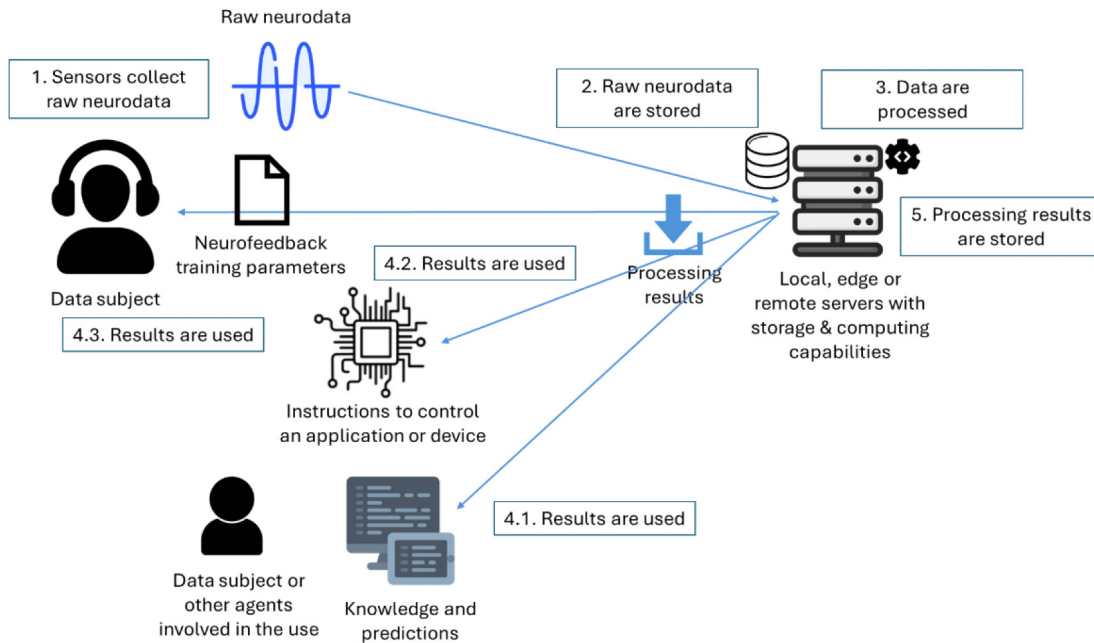 Raw neurodata
1. Sensors collect
raw neurodata
2. Raw neurodata
are stored
3. Data are
processed
Neurofeedback
training parameters
Data subject
4.3. Results are used
4.2. Results are used
Processing
results
5. Processing results
are stored
Local, edge or
remote servers with
storage & computing
capabilities
Instructions to control
an application or device
4.1. Results are used
Data subject or
other agents
involved in the use
Knowledge and
predictions